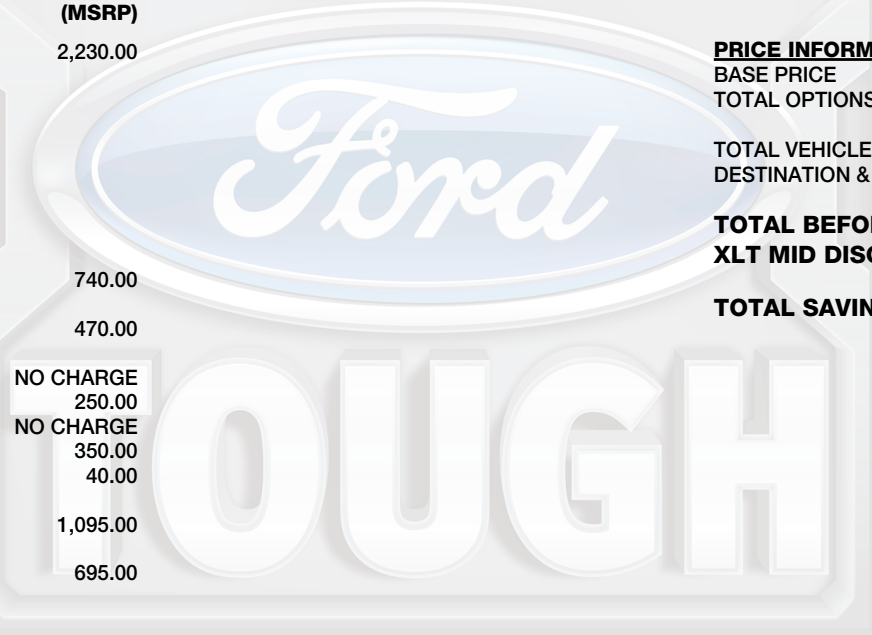 (MSRP)
2,230.00
740.00
470.00
NO CHARGE
250.00
NO CHARGE
350.00
40.00
1,095.00
695.00
Ford
TOUGH
PRICE INFORM
BASE PRICE
TOTAL OPTIONS
TOTAL VEHICLE
DESTINATION &
TOTAL BEFO
XLT MID DISC
TOTAL SAVIN